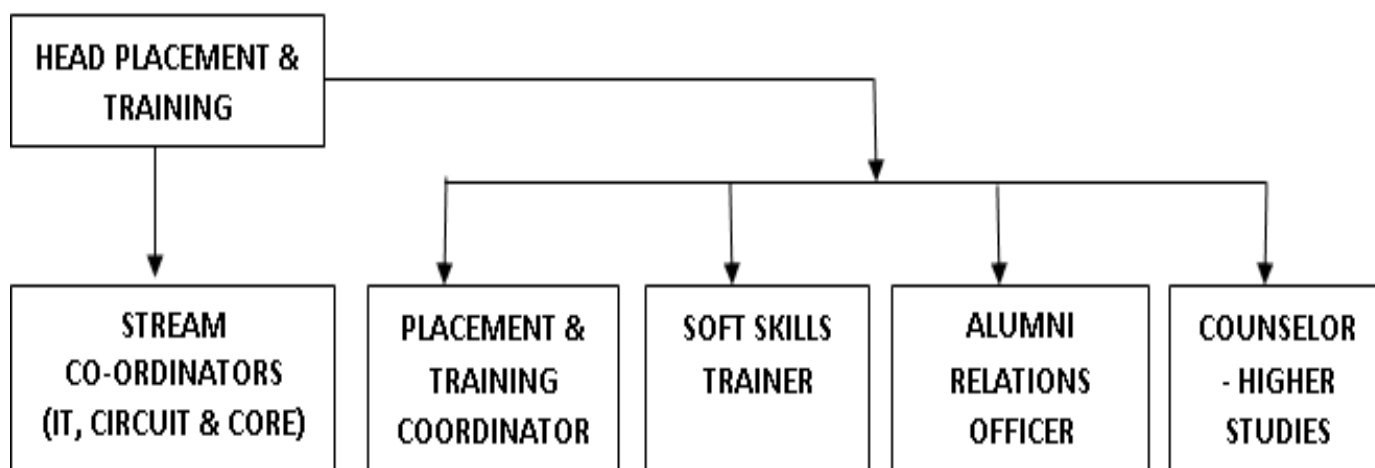 HEAD PLACEMENT &
TRAINING
STREAM
CO-ORDINATORS
(IT, CIRCUIT & CORE)
PLACEMENT &
TRAINING
COORDINATOR
SOFT SKILLS
TRAINER
ALUMNI
RELATIONS
OFFICER
COUNSELOR
- HIGHER
STUDIES